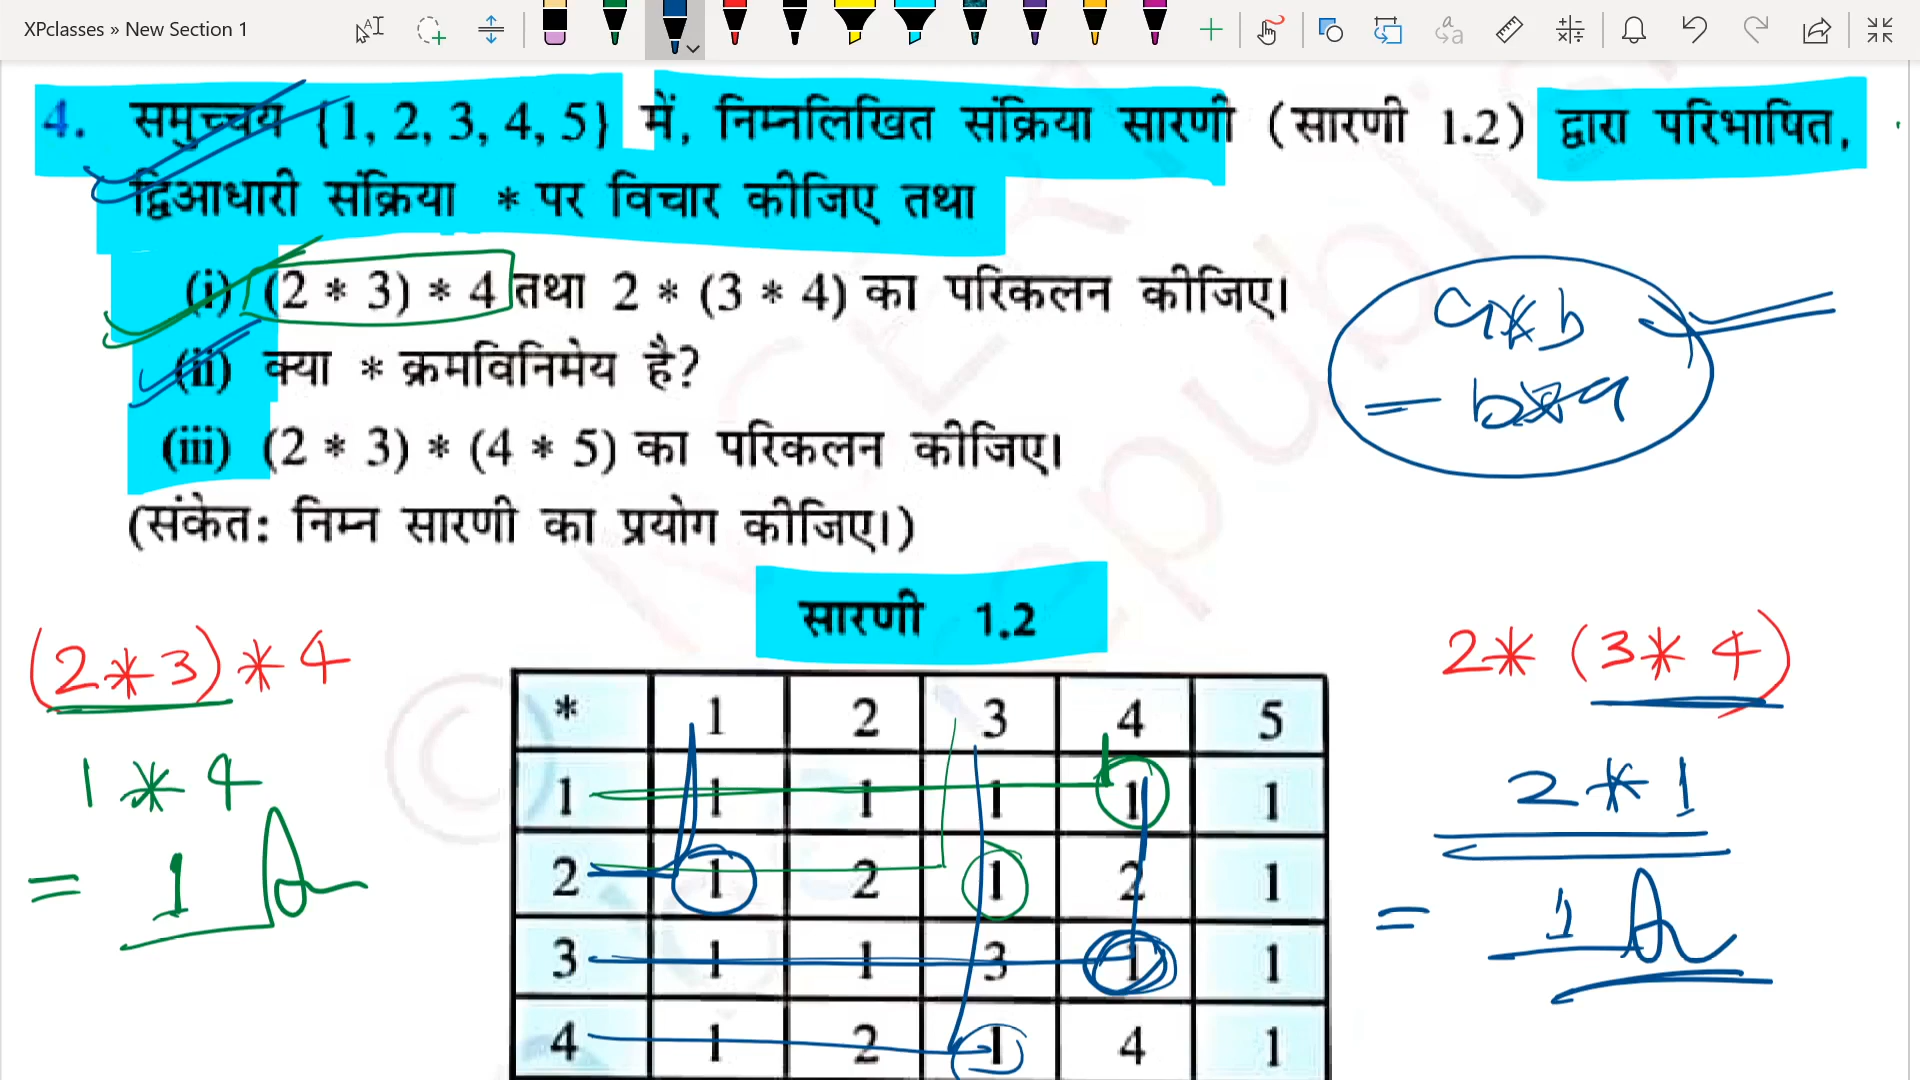 XPclasses » New Section 1
4. समुच्चय {1, 2, 3, 4, 5} में, निम्नलिखित संक्रिया सारणी (सारणी 1.2) द्वारा परिभाषित,
द्विआधारी संक्रिया * पर विचार कीजिए तथा
(i) (2 * 3) * 4 तथा 2 * (3 * 4) का परिकलन कीजिए।
(ii) क्या * क्रमविनिमेय है?
(iii) (2 * 3) * (4 * 5) का परिकलन कीजिए।
(संकेत: निम्न सारणी का प्रयोग कीजिए।)
a*b
= b*a
सारणी 1.2
(2*3)*4
1*4
= 1
* 1 2 3 4 5
1 1 1 1 1 1
2 1 2 1 2 1
3 1 1 3 1 1
4 1 2 1 4 1
2*(3*4)
2*1
= 1